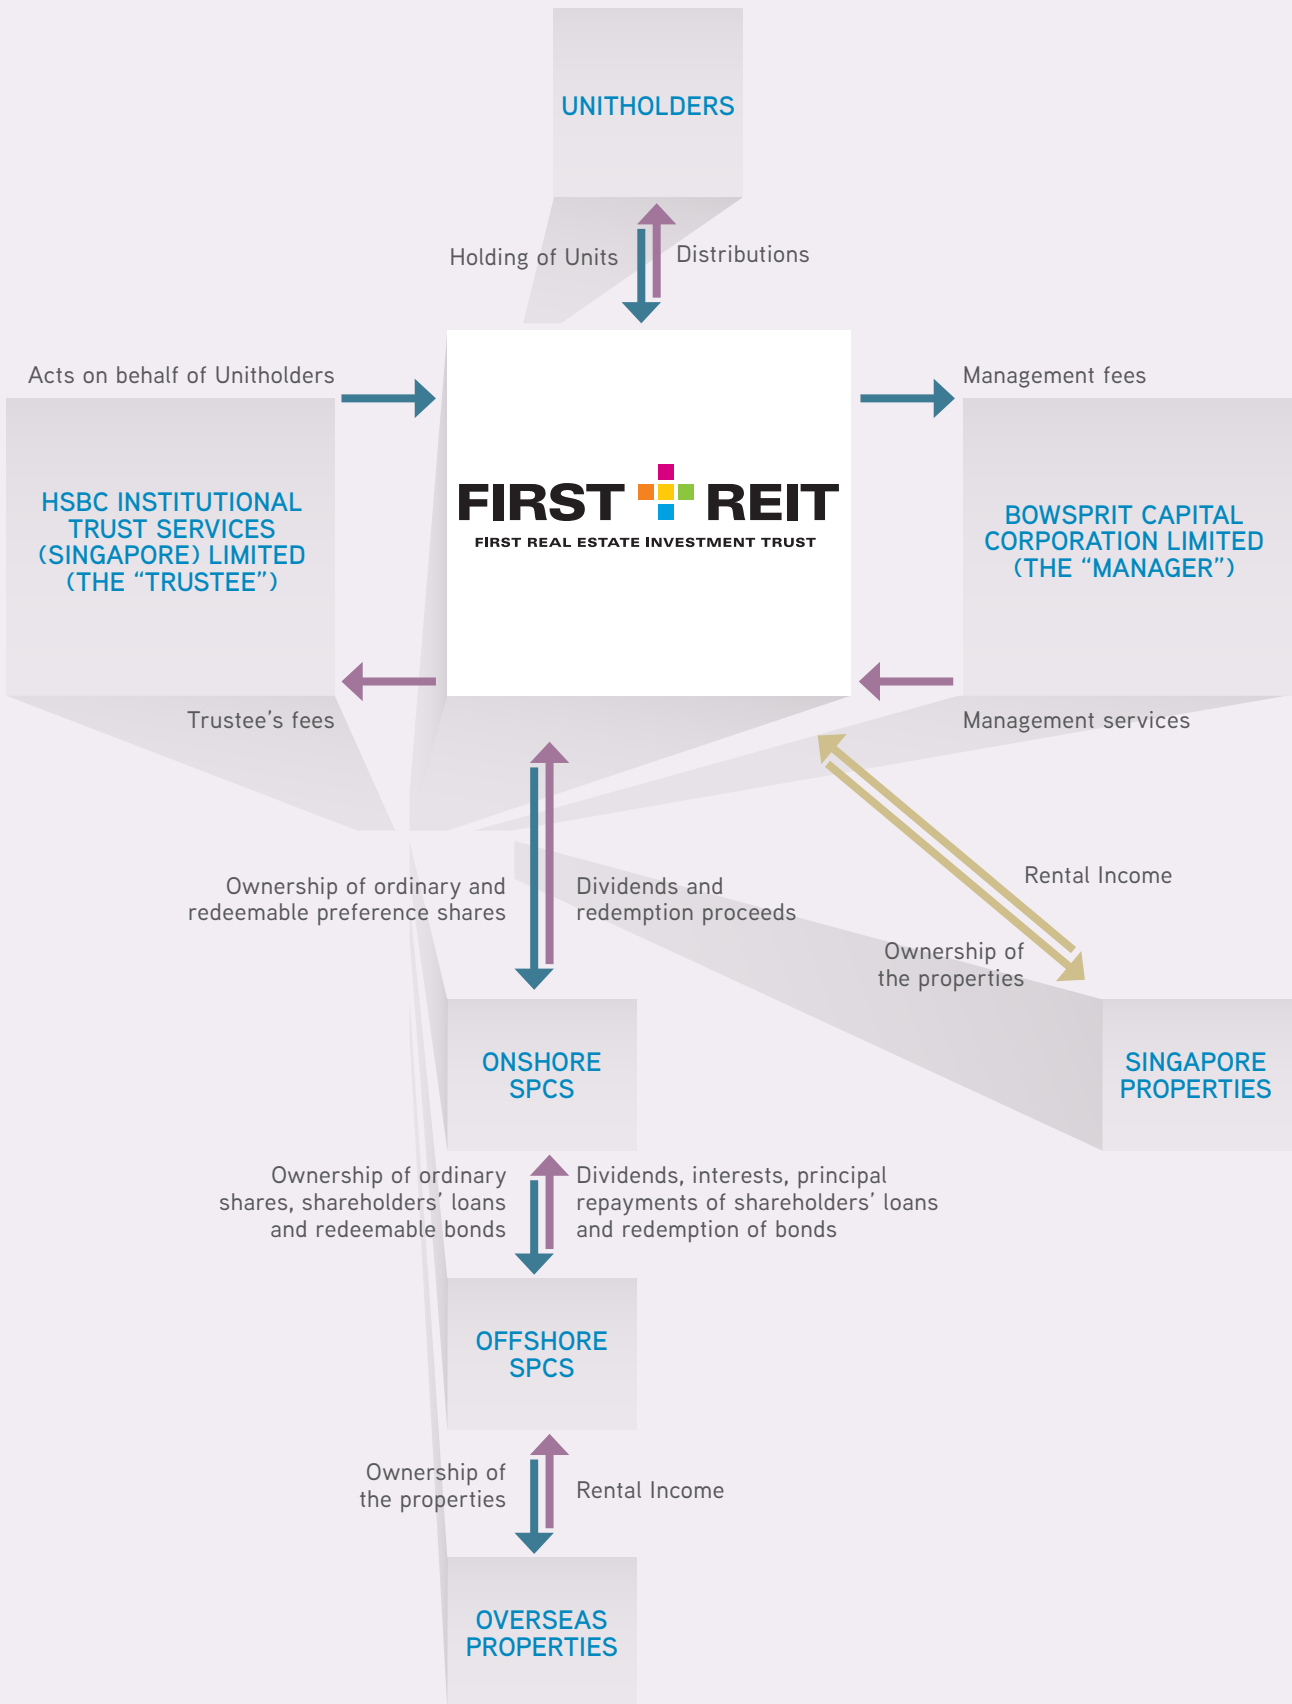 UNITHOLDERS
Holding of Units
Distributions
Acts on behalf of Unitholders
Management fees
HSBC INSTITUTIONAL
TRUST SERVICES
(SINGAPORE) LIMITED
(THE “TRUSTEE”)
FIRST REIT
FIRST REAL ESTATE INVESTMENT TRUST
BOWSPRIT CAPITAL
CORPORATION LIMITED
(THE “MANAGER”)
Trustee’s fees
Management services
Ownership of ordinary and
redeemable preference shares
Dividends and
redemption proceeds
Rental Income
Ownership of
the properties
ONSHORE
SPCS
SINGAPORE
PROPERTIES
Ownership of ordinary
shares, shareholders’ loans
and redeemable bonds
Dividends, interests, principal
repayments of shareholders’ loans
and redemption of bonds
OFFSHORE
SPCS
Ownership of
the properties
Rental Income
OVERSEAS
PROPERTIES